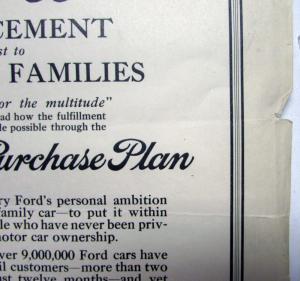 CEMENT
st to
FAMILIES
or the multitude"
ad how the fulfillment
le possible through the
Purchase Plan
ry Ford's personal ambition
family car—to put it within
le who have never been priv-
motor car ownership.
ver 9,000,000 Ford cars have
il customers—more than two
st twelve months—and yet